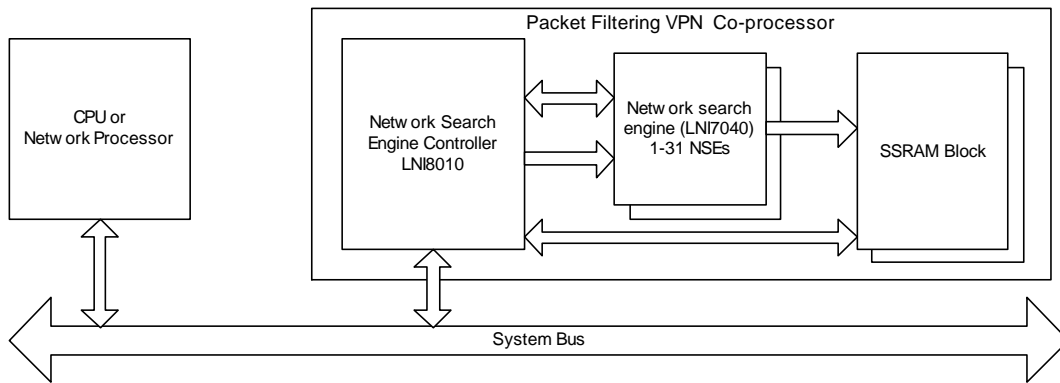 Packet Filtering VPN Co-processor
CPU or
Network Processor
Network Search
Engine Controller
LNI8010
Network search
engine (LNI7040)
1-31 NSEs
SSRAM Block
System Bus